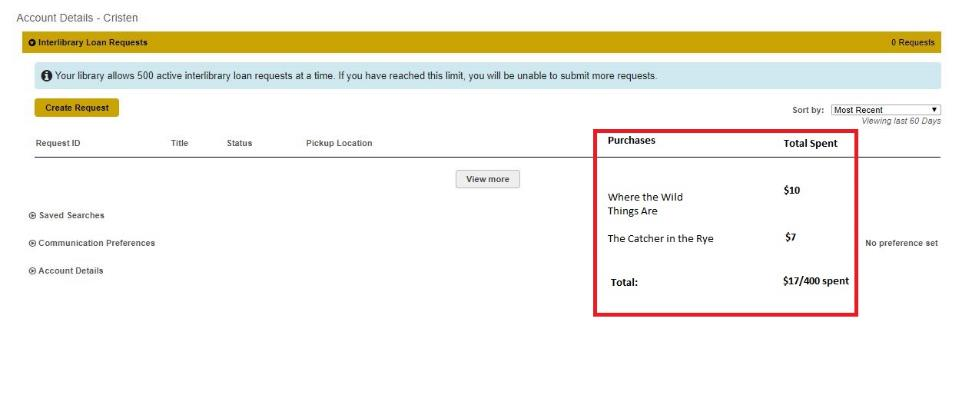 Account Details - Cristen
Interlibrary Loan Requests 0 Requests
Your library allows 500 active interlibrary loan requests at a time. If you have reached this limit, you will be unable to submit more requests.
Create Request
Sort by: Most Recent
Viewing last 60 Days
Request ID Title Status Pickup Location Purchases Total Spent
View more
Where the Wild $10
Things Are
Saved Searches
The Catcher in the Rye $7
Communication Preferences No preference set
Account Details
Total: $17/400 spent